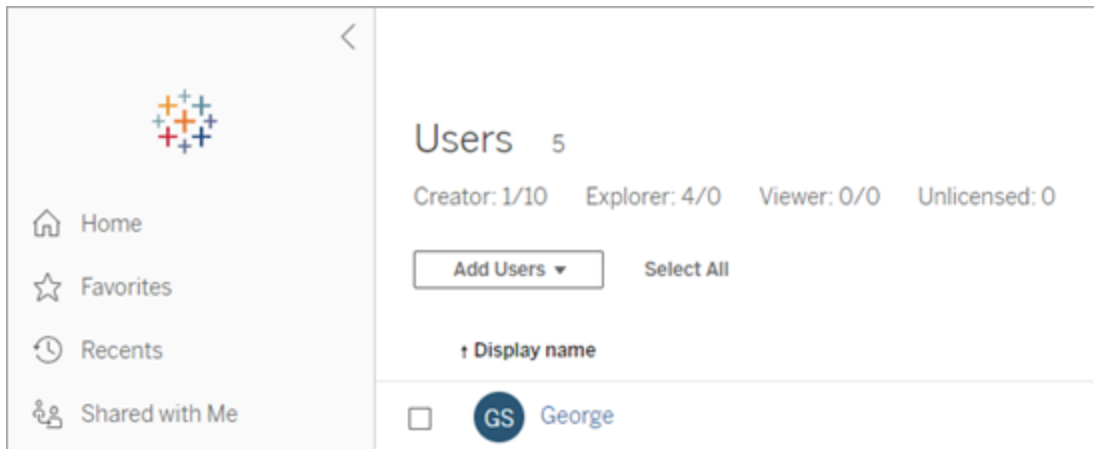 Home
Favorites
Recents
Shared with Me
Users 5
Creator: 1/10 Explorer: 4/0 Viewer: 0/0 Unlicensed: 0
Add Users ▾ Select All
↑ Display name
GS George